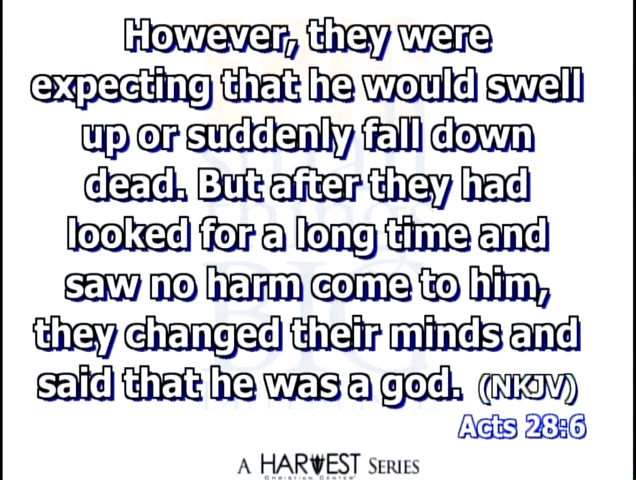 However, they were
expecting that he would swell
up or suddenly fall down
dead. But after they had
looked for a long time and
saw no harm come to him,
they changed their minds and
said that he was a god. (NKJV)
Acts 28:6
A HARVEST SERIES
CHRISTIAN CENTER